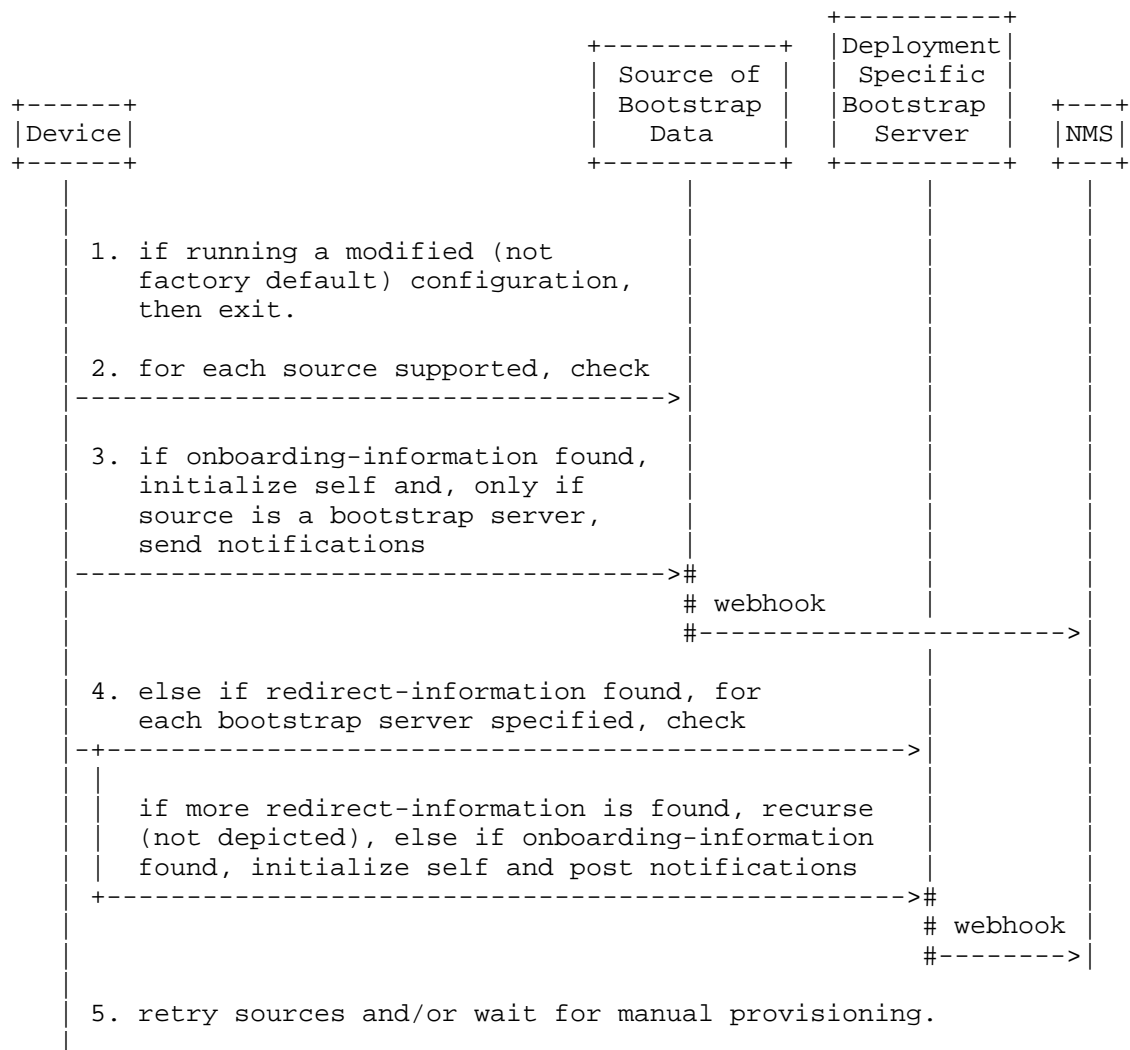 Deployment
Source of
Specific
Bootstrap
Bootstrap
Device
Data
Server
NMS
1. if running a modified (not
factory default) configuration,
then exit.
2. for each source supported, check
3. if onboarding-information found,
initialize self and, only if
source is a bootstrap server,
send notifications
# webhook
4. else if redirect-information found, for
each bootstrap server specified, check
if more redirect-information is found, recurse
(not depicted), else if onboarding-information
found, initialize self and post notifications
# webhook
5. retry sources and/or wait for manual provisioning.